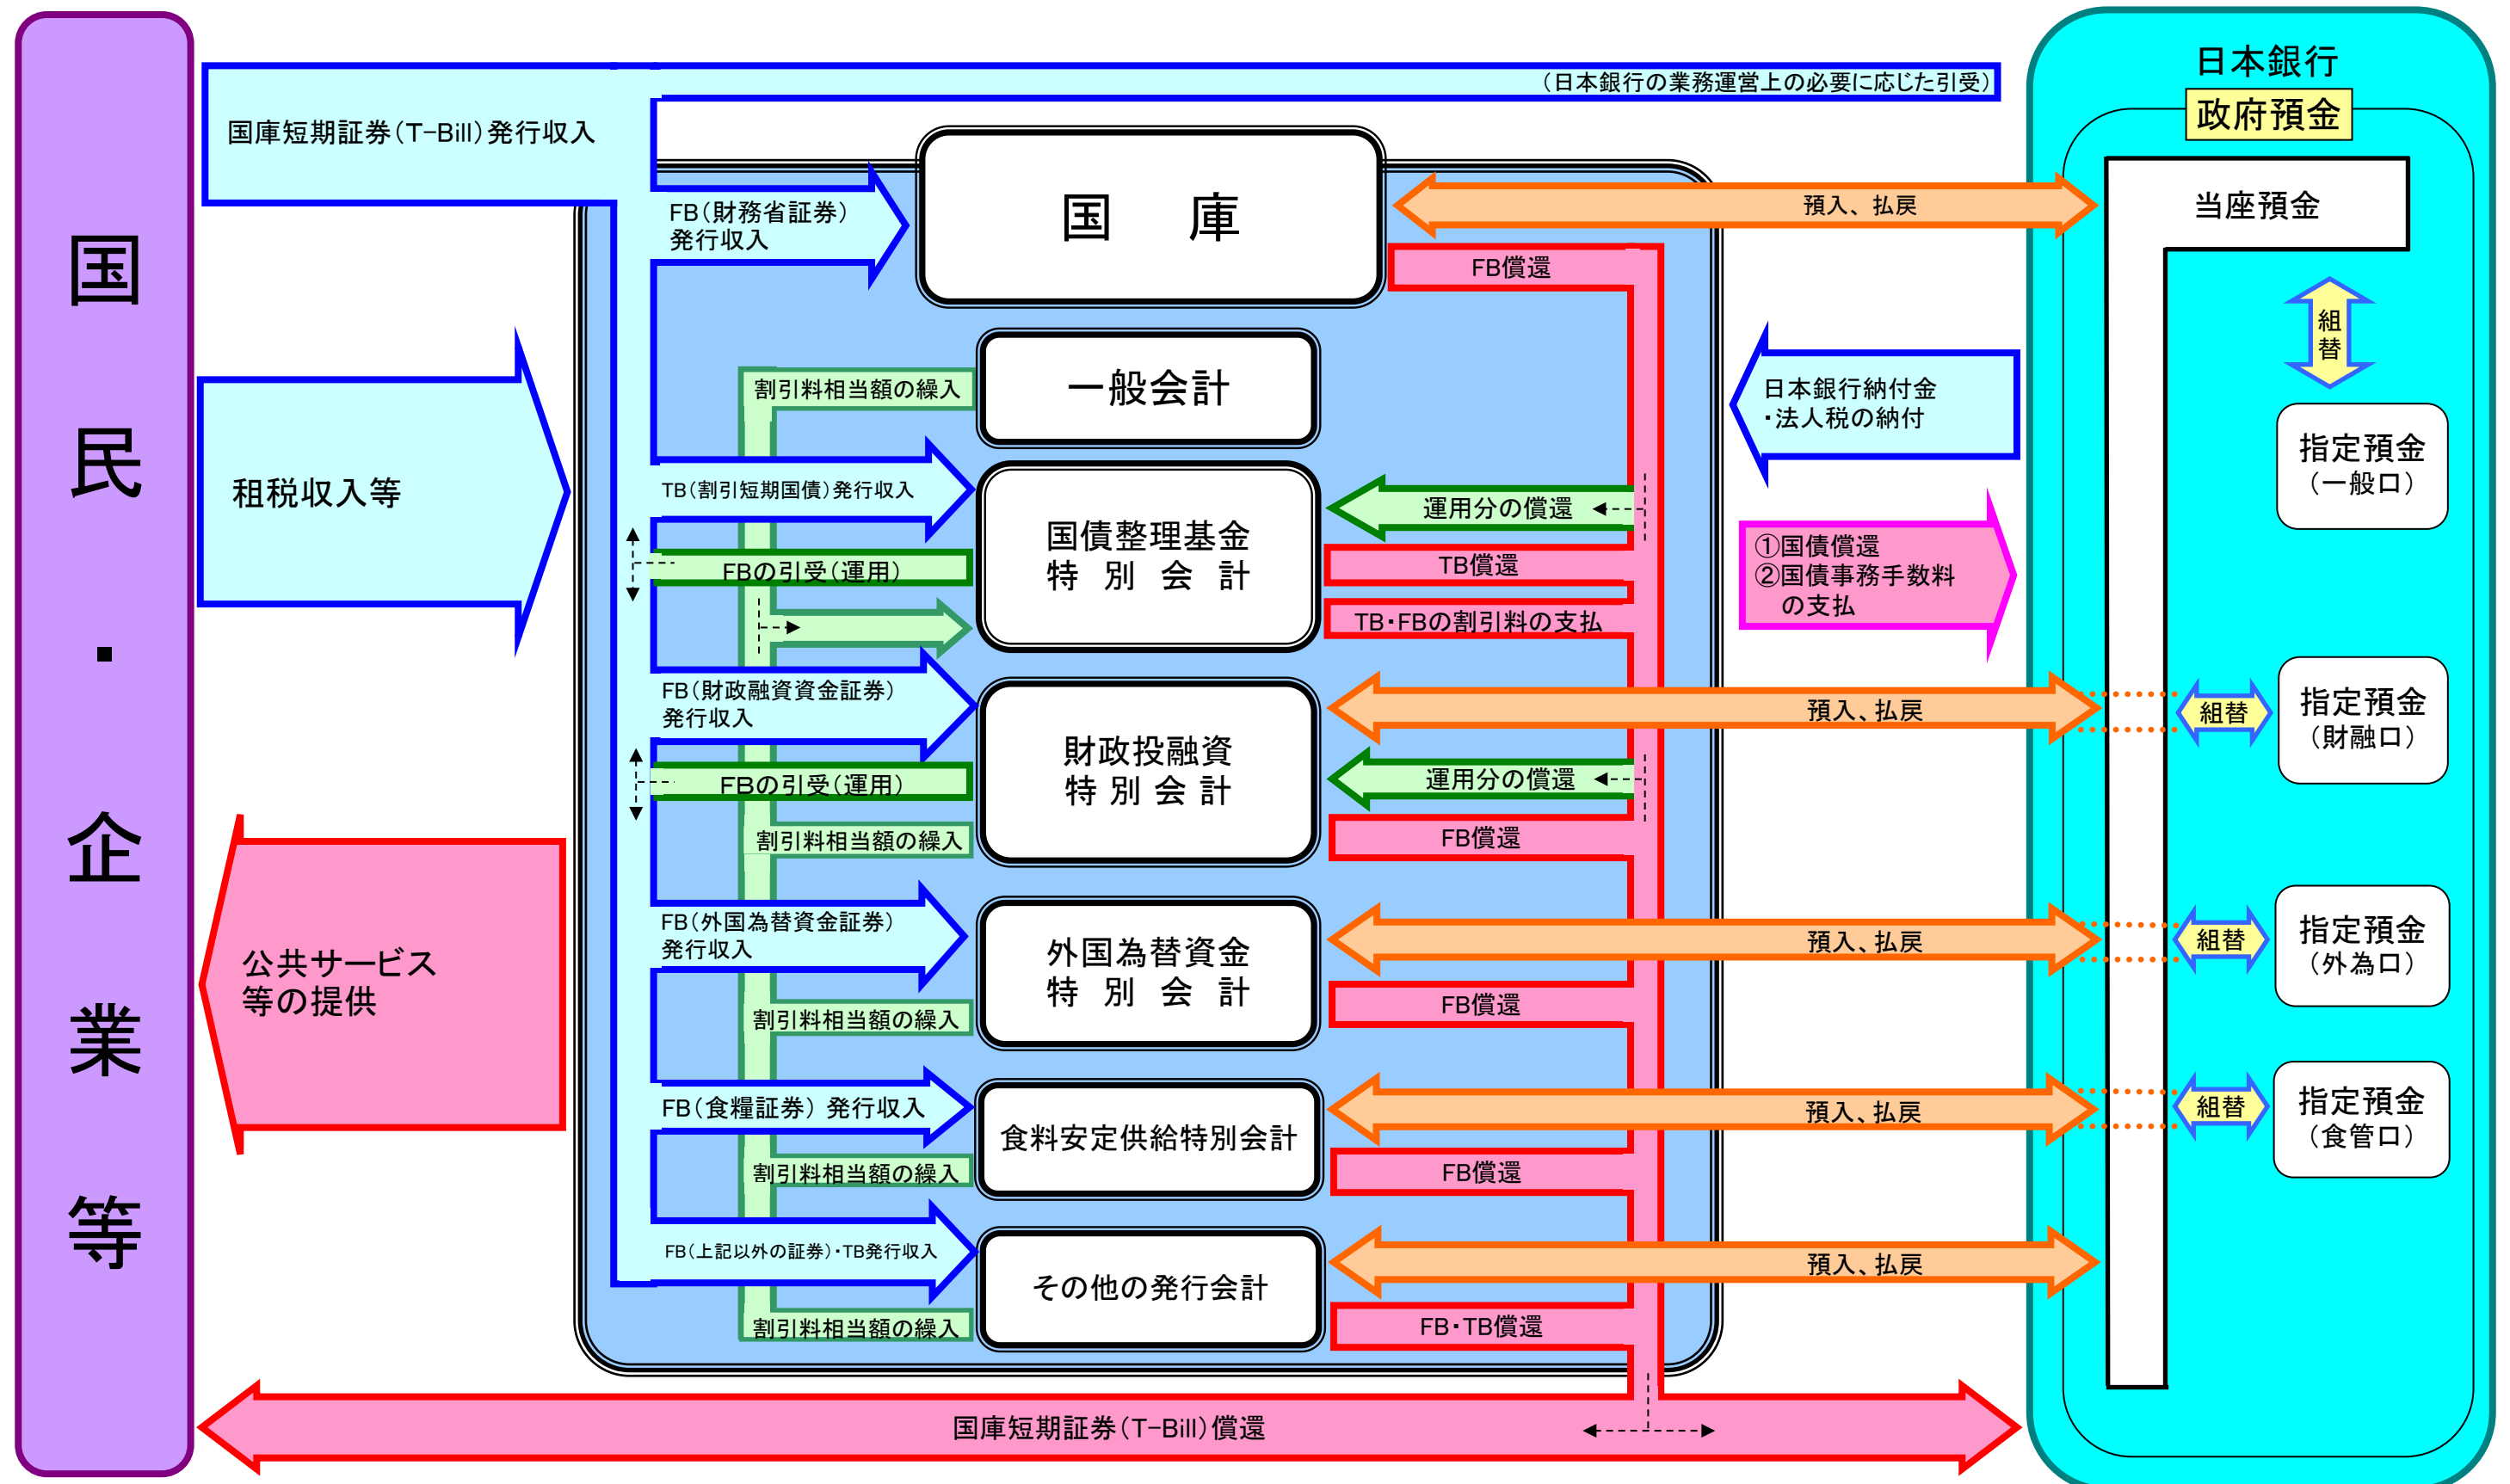 国民・企業等
(日本銀行の業務運営上の必要に応じた引受)
国庫短期証券(T-Bill)発行収入
租税収入等
公共サービス
等の提供
国　庫
FB(財務省証券)
発行収入
FB償還
預入、払戻
一般会計
割引料相当額の繰入
TB(割引短期国債)発行収入
FBの引受(運用)
国債整理基金
特別会計
運用分の償還
TB償還
TB・FBの割引料の支払
FB(財政融資資金証券)
発行収入
FBの引受(運用)
割引料相当額の繰入
財政投融資
特別会計
預入、払戻
運用分の償還
FB償還
FB(外国為替資金証券)
発行収入
割引料相当額の繰入
外国為替資金
特別会計
預入、払戻
FB償還
FB(食糧証券) 発行収入
割引料相当額の繰入
食料安定供給特別会計
預入、払戻
FB償還
FB(上記以外の証券)・TB発行収入
割引料相当額の繰入
その他の発行会計
預入、払戻
FB・TB償還
国庫短期証券(T-Bill)償還
日本銀行納付金
・法人税の納付
①国債償還
②国債事務手数料
の支払
日本銀行
政府預金
当座預金
組
替
指定預金
(一般口)
組替
指定預金
(財融口)
組替
指定預金
(外為口)
組替
指定預金
(食管口)